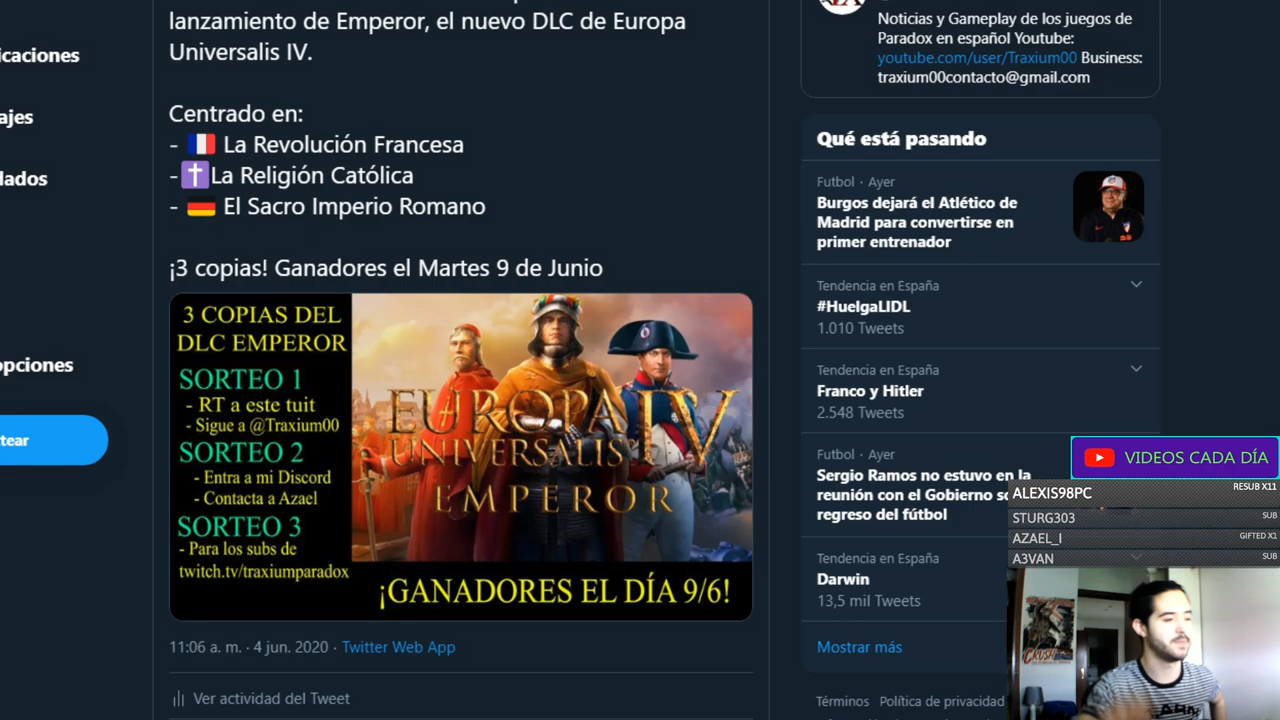 icaciones
ajes
dados
opciones
tear
lanzamiento de Emperor, el nuevo DLC de Europa
Universalis IV.
Centrado en:
- La Revolución Francesa
- La Religión Católica
- El Sacro Imperio Romano
¡3 copias! Ganadores el Martes 9 de Junio
3 COPIAS DEL
DLC EMPEROR
SORTEO 1
- RT a este tuit
- Sigue a @Traxium00
SORTEO 2
- Entra a mi Discord
- Contacta a Azael
SORTEO 3
- Para los subs de
twitch.tv/traxiumparadox
EUROPA IV
UNIVERSALIS
EMPEROR
¡GANADORES EL DÍA 9/6!
11:06 a. m. · 4 jun. 2020 · Twitter Web App
Ver actividad del Tweet
Noticias y Gameplay de los juegos de
Paradox en español Youtube:
youtube.com/user/Traxium00 Business:
traxium00contacto@gmail.com
Qué está pasando
Futbol · Ayer
Burgos dejará el Atlético de
Madrid para convertirse en
primer entrenador
Tendencia en España
#HuelgaLIDL
1.010 Tweets
Tendencia en España
Franco y Hitler
2.548 Tweets
Futbol · Ayer
Sergio Ramos no estuvo en la
reunión con el Gobierno
regreso del fútbol
Tendencia en España
Darwin
13,5 mil Tweets
Mostrar más
Términos Política de privacidad
VIDEOS CADA DÍA
ALEXIS98PC RESUB X11
STURG303 SUB
AZAEL_I GIFTED X1
A3VAN SUB